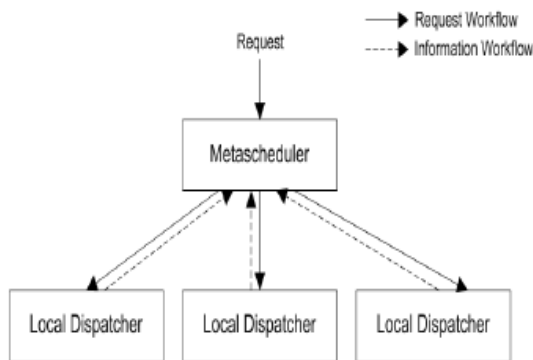 Request Workflow
Information Workflow
Request
Metascheduler
Local Dispatcher
Local Dispatcher
Local Dispatcher